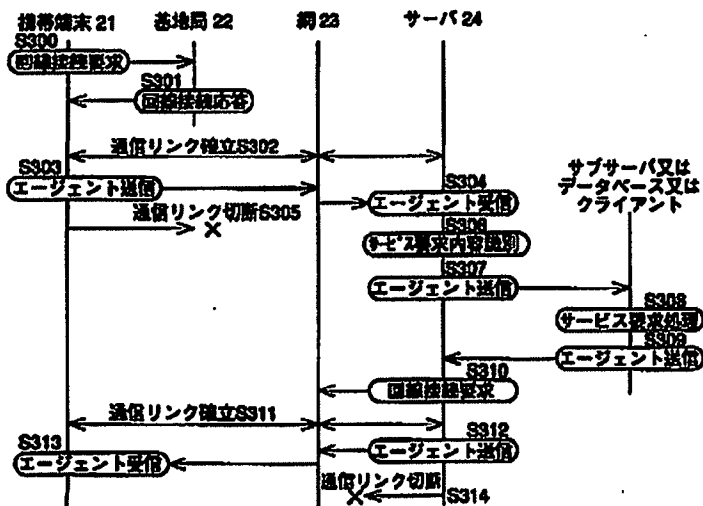 携帯端末 21
基地局 22
網 23
サーバ 24
S300
回線接続要求
S301
回線接続応答
通信リンク確立S302
S303
エージェント送信
S304
エージェント受信
サブサーバ又は
データベース又は
クライアント
通信リンク切断S305
S306
サービス要求内容識別
S307
エージェント送信
S308
サービス要求処理
S309
エージェント送信
S310
回線接続要求
通信リンク確立S311
S312
エージェント送信
S313
エージェント受信
通信リンク切断
S314